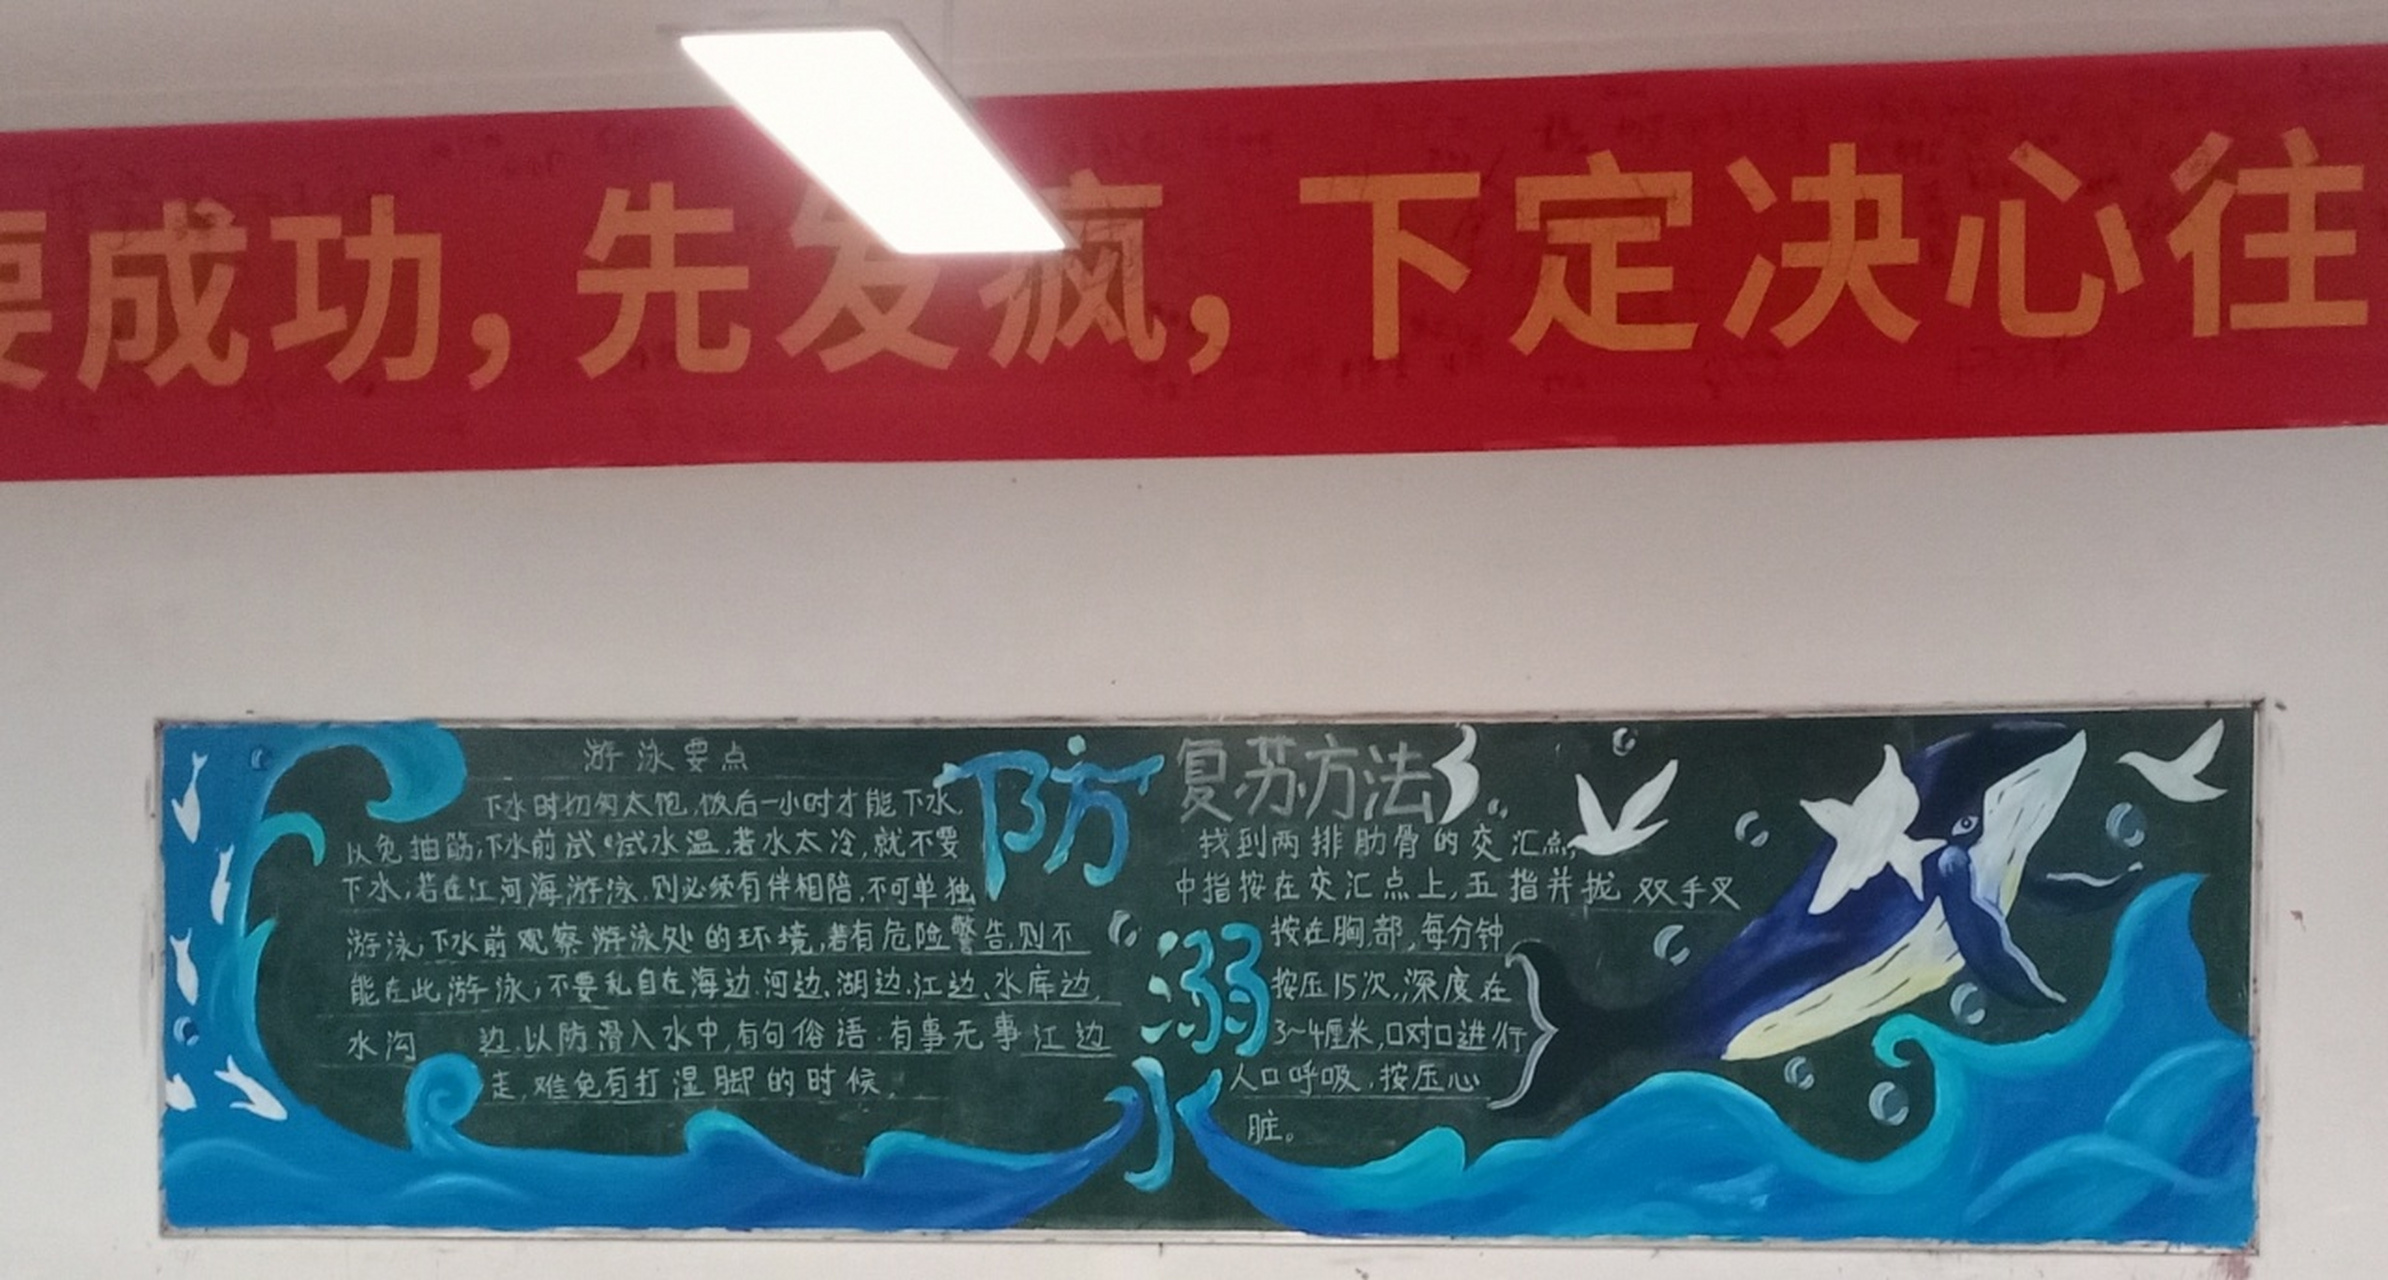 要成功，先发疯，下定决心往
游泳要点
下水时切勿太饱，饭后一小时才能下水，
以免抽筋；下水前试试水温，若水太冷，就不要
下水；若在江河海游泳，则必须有伴相陪，不可单独
游泳；下水前观察游泳处的环境，若有危险警告，则不
能在此游泳；不要私自在海边、河边、湖边、江边、水库边，
水沟边，以防滑入水中，有句俗语：有事无事江边
走，难免有打湿脚的时候。
防溺水
复苏方法
找到两排肋骨的交汇点，
中指按在交汇点上，五指并拢双手叉
按在胸部，每分钟
按压15次，深度在
3~4厘米，口对口进行
人口呼吸，按压心
脏。